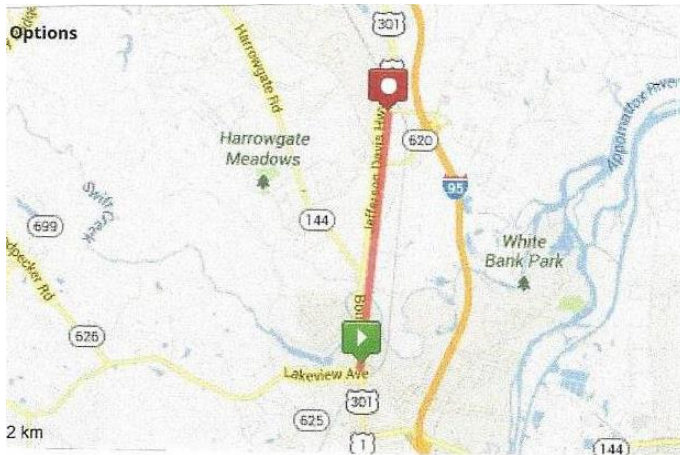 Options
301
Harrowgate Rd
Appomattox River
Harrowgate
Meadows
620
Jefferson Davis Hwy
95
Swift Creek
144
699
White
Bank Park
626
Lakeview Ave
301
625
2 km
1
144